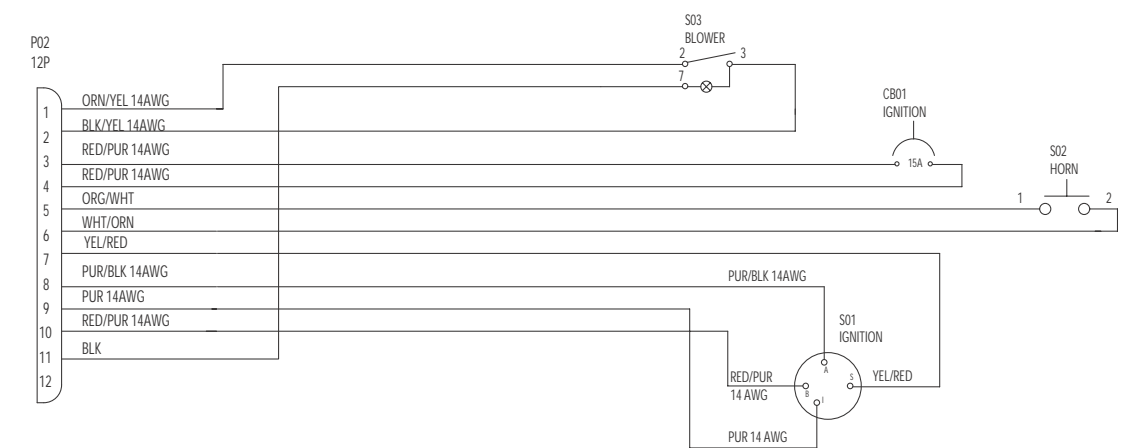 S03
BLOWER
2 3
7
P02
12P
1 ORN/YEL 14AWG
2 BLK/YEL 14AWG
3 RED/PUR 14AWG
4 RED/PUR 14AWG
5 ORG/WHT
6 WHT/ORN
7 YEL/RED
8 PUR/BLK 14AWG
9 PUR 14AWG
10 RED/PUR 14AWG
11 BLK
12
CB01
IGNITION
15A
S02
HORN
1 2
PUR/BLK 14AWG
S01
IGNITION
A
B
S
I
YEL/RED
RED/PUR
14 AWG
PUR 14 AWG